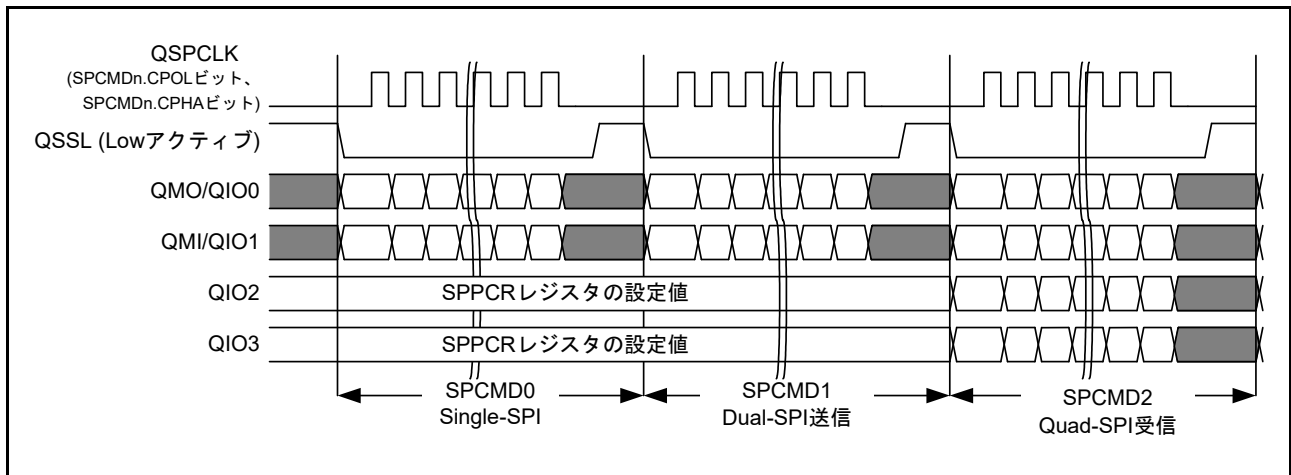 QSPCLK
(SPCMDn.CPOLビット、
SPCMDn.CPHAビット)
QSSL (Lowアクティブ)
QMO/QIO0
QMI/QIO1
QIO2
SPPCRレジスタの設定値
QIO3
SPPCRレジスタの設定値
SPCMD0
Single-SPI
SPCMD1
Dual-SPI送信
SPCMD2
Quad-SPI受信